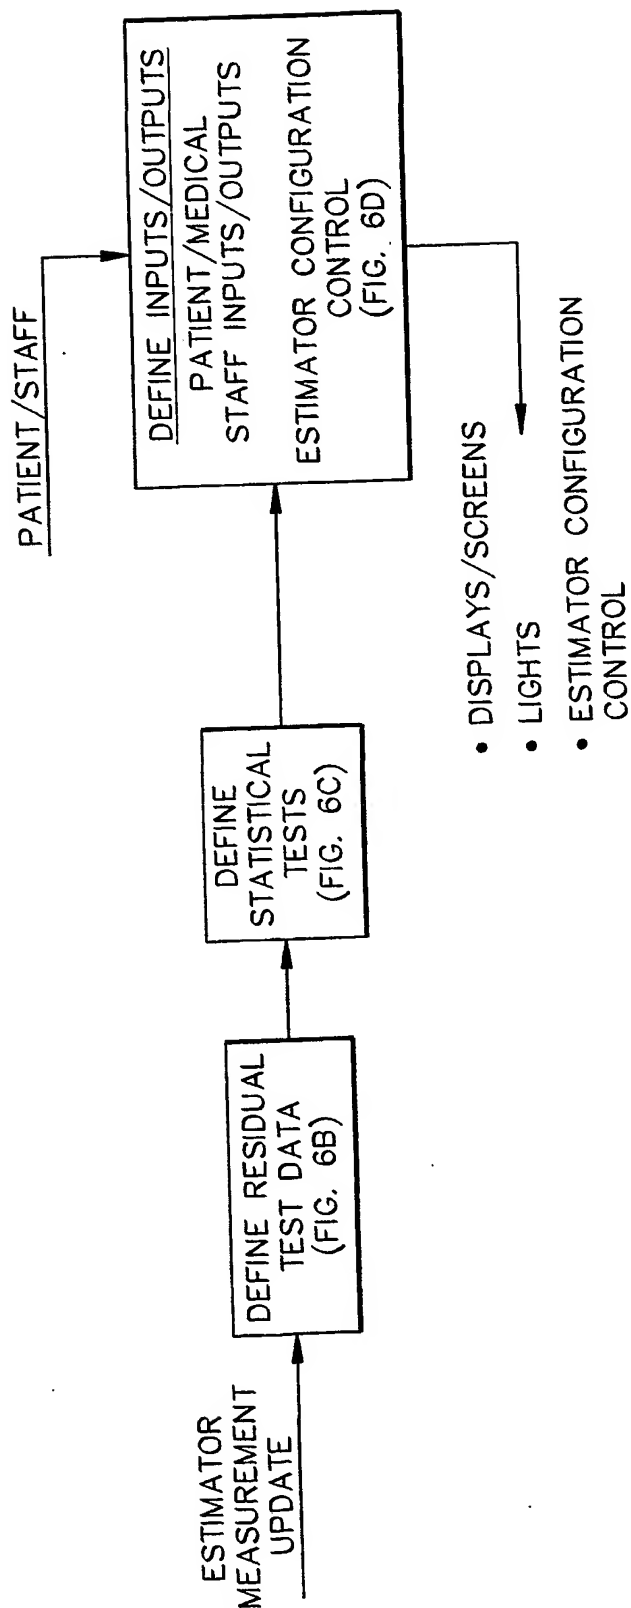 ESTIMATOR
MEASUREMENT
UPDATE
DEFINE RESIDUAL
TEST DATA
(FIG. 6B)
DEFINE
STATISTICAL
TESTS
(FIG. 6C)
PATIENT/STAFF
DEFINE INPUTS/OUTPUTS
PATIENT/MEDICAL
STAFF INPUTS/OUTPUTS
ESTIMATOR CONFIGURATION
CONTROL
(FIG. 6D)
• DISPLAYS/SCREENS
• LIGHTS
• ESTIMATOR CONFIGURATION
CONTROL